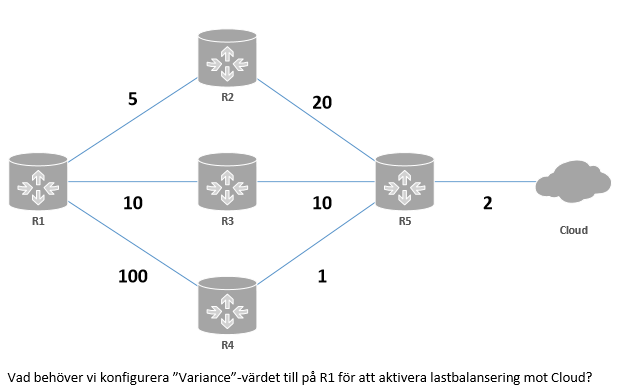 R2
5
20
R1
10
R3
10
R5
2
Cloud
100
1
R4
Vad behöver vi konfigurera ”Variance”-värdet till på R1 för att aktivera lastbalansering mot Cloud?